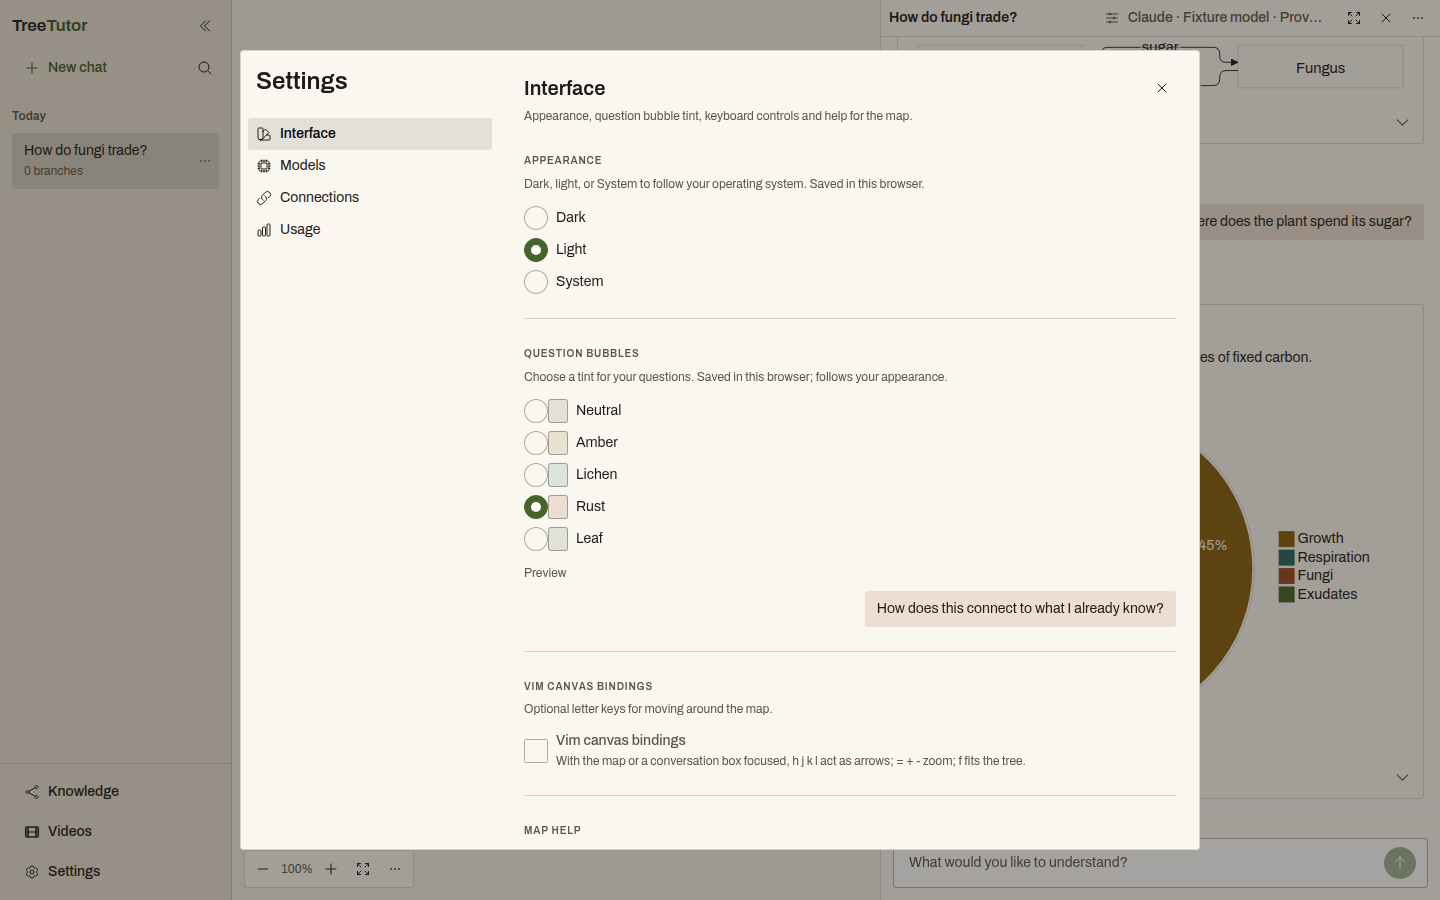 TreeTutor
New chat
Today
How do fungi trade?
0 branches
Knowledge
Videos
Settings
Settings
Interface
Models
Connections
Usage
Interface
Appearance, question bubble tint, keyboard controls and help for the map.
APPEARANCE
Dark, light, or System to follow your operating system. Saved in this browser.
Dark
Light
System
QUESTION BUBBLES
Choose a tint for your questions. Saved in this browser; follows your appearance.
Neutral
Amber
Lichen
Rust
Leaf
Preview
How does this connect to what I already know?
VIM CANVAS BINDINGS
Optional letter keys for moving around the map.
Vim canvas bindings
With the map or a conversation box focused, h j k l act as arrows; = + - zoom; f fits the tree.
MAP HELP
100%
How do fungi trade?
Claude · Fixture model · Prov…
sugar
Fungus
does the plant spend its sugar?
of fixed carbon.
45%
Growth
Respiration
Fungi
Exudates
What would you like to understand?